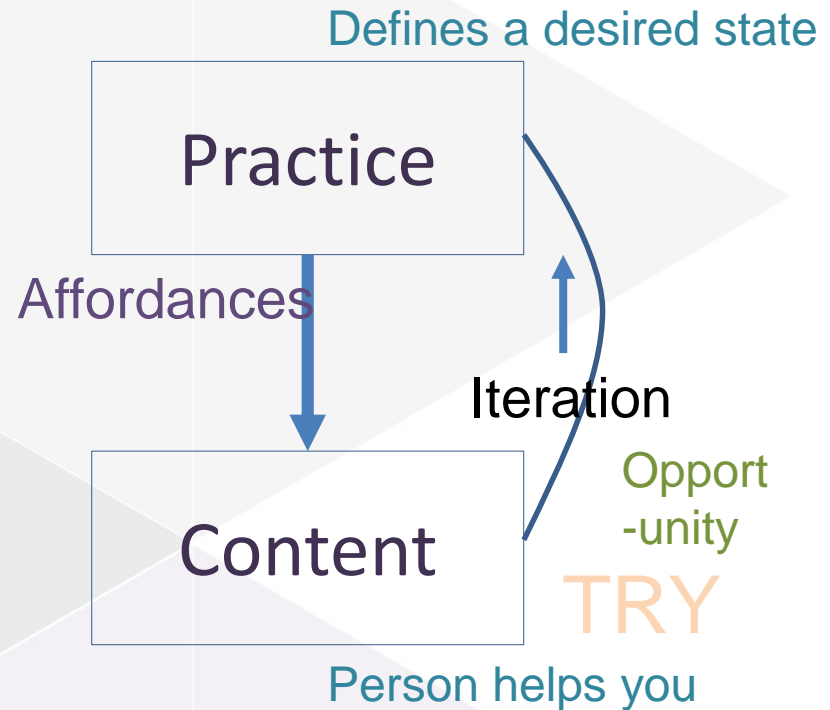 Defines a desired state
Practice
Affordances
Iteration
Opport
-unity
Content
TRY
Person helps you